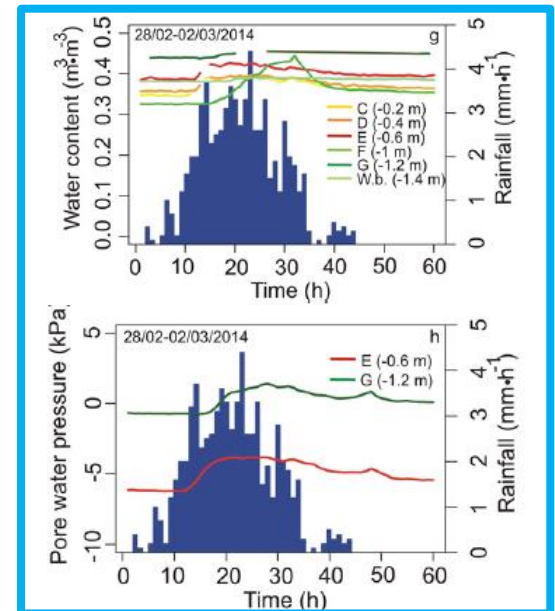 28/02-02/03/2014 g
Water content (m³m⁻³)
0.5
0.4
0.3
0.2
0.1
0.0
C (-0.2 m)
D (-0.4 m)
E (-0.6 m)
F (-1 m)
G (-1.2 m)
W.b. (-1.4 m)
5
4
3
2
1
0
Rainfall (mm•h⁻¹)
0 10 20 30 40 50 60
Time (h)
28/02-02/03/2014 h
Pore water pressure (kPa)
5
0
-5
-10
E (-0.6 m)
G (-1.2 m)
5
4
3
2
1
0
Rainfall (mm•h⁻¹)
0 10 20 30 40 50 60
Time (h)